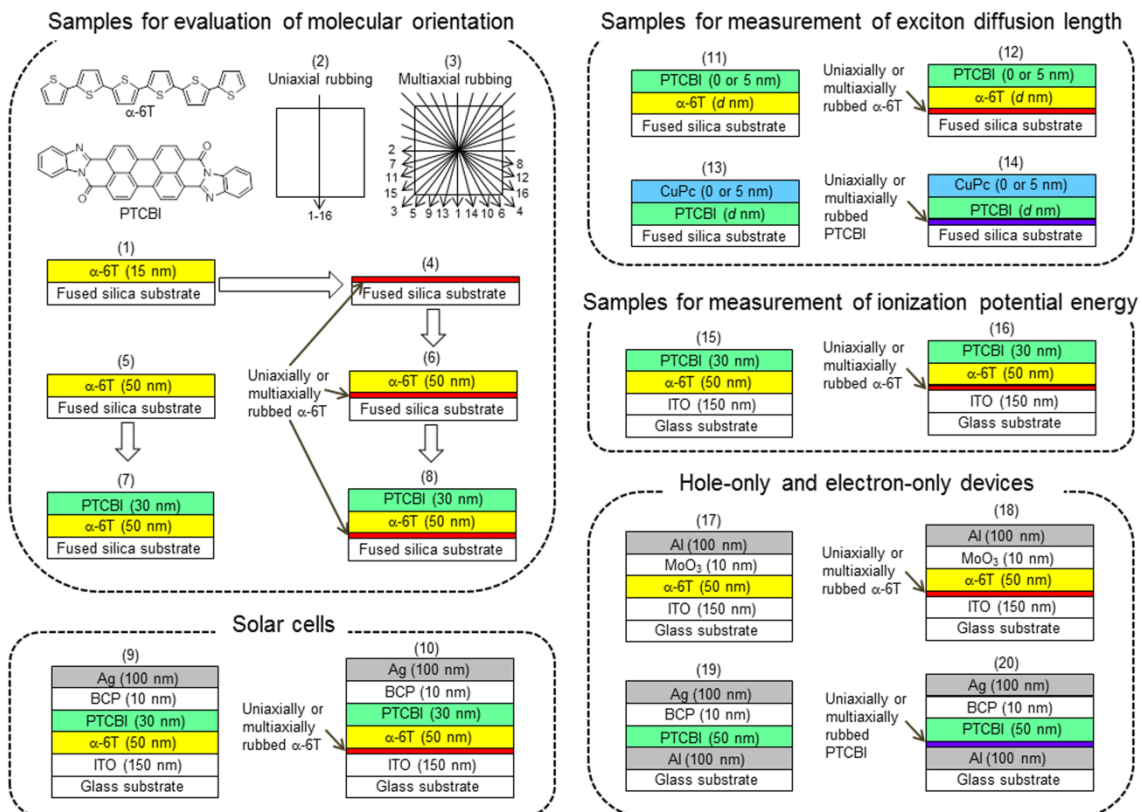 Samples for evaluation of molecular orientation
S
S
S
S
S
S
α-6T
N
N
O
O
N
N
PTCBI
(2)
Uniaxial rubbing
1-16
(3)
Multiaxial rubbing
2
7
11
15
3 5 9 13 1 14 10 6 4
8
12
16
(1)
α-6T (15 nm)
Fused silica substrate
(4)
Fused silica substrate
(5)
α-6T (50 nm)
Fused silica substrate
Uniaxially or
multiaxially
rubbed α-6T
(6)
α-6T (50 nm)
Fused silica substrate
(7)
PTCBI (30 nm)
α-6T (50 nm)
Fused silica substrate
(8)
PTCBI (30 nm)
α-6T (50 nm)
Fused silica substrate
Solar cells
(9)
Ag (100 nm)
BCP (10 nm)
PTCBI (30 nm)
α-6T (50 nm)
ITO (150 nm)
Glass substrate
Uniaxially or
multiaxially
rubbed α-6T
(10)
Ag (100 nm)
BCP (10 nm)
PTCBI (30 nm)
α-6T (50 nm)
ITO (150 nm)
Glass substrate
Samples for measurement of exciton diffusion length
(11)
PTCBI (0 or 5 nm)
α-6T (d nm)
Fused silica substrate
Uniaxially or
multiaxially
rubbed α-6T
(12)
PTCBI (0 or 5 nm)
α-6T (d nm)
Fused silica substrate
(13)
CuPc (0 or 5 nm)
PTCBI (d nm)
Fused silica substrate
Uniaxially or
multiaxially
rubbed
PTCBI
(14)
CuPc (0 or 5 nm)
PTCBI (d nm)
Fused silica substrate
Samples for measurement of ionization potential energy
(15)
PTCBI (30 nm)
α-6T (50 nm)
ITO (150 nm)
Glass substrate
Uniaxially or
multiaxially
rubbed α-6T
(16)
PTCBI (30 nm)
α-6T (50 nm)
ITO (150 nm)
Glass substrate
Hole-only and electron-only devices
(17)
Al (100 nm)
MoO3 (10 nm)
α-6T (50 nm)
ITO (150 nm)
Glass substrate
Uniaxially or
multiaxially
rubbed α-6T
(18)
Al (100 nm)
MoO3 (10 nm)
α-6T (50 nm)
ITO (150 nm)
Glass substrate
(19)
Ag (100 nm)
BCP (10 nm)
PTCBI (50 nm)
Al (100 nm)
Glass substrate
Uniaxially or
multiaxially
rubbed
PTCBI
(20)
Ag (100 nm)
BCP (10 nm)
PTCBI (50 nm)
Al (100 nm)
Glass substrate